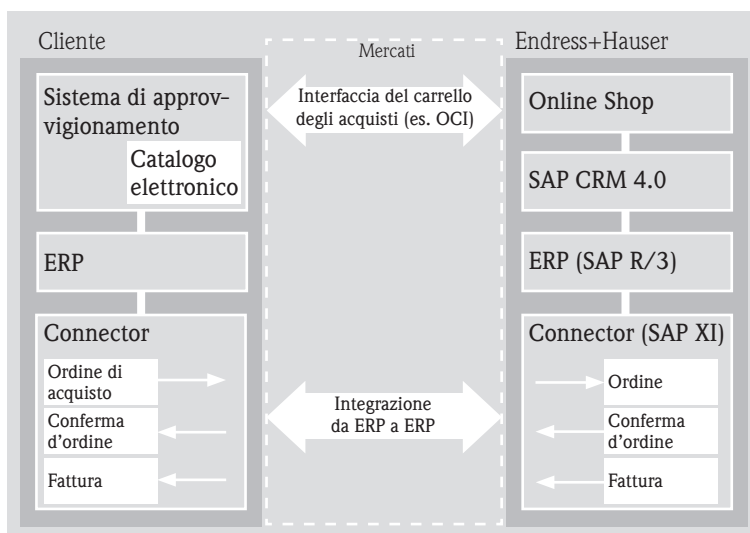 Cliente
Sistema di approv-
vigionamento
Catalogo
elettronico
ERP
Connector
Ordine di
acquisto
Conferma
d'ordine
Fattura
Mercati
Interfaccia del carrello
degli acquisti (es. OCI)
Integrazione
da ERP a ERP
Endress+Hauser
Online Shop
SAP CRM 4.0
ERP (SAP R/3)
Connector (SAP XI)
Ordine
Conferma
d'ordine
Fattura